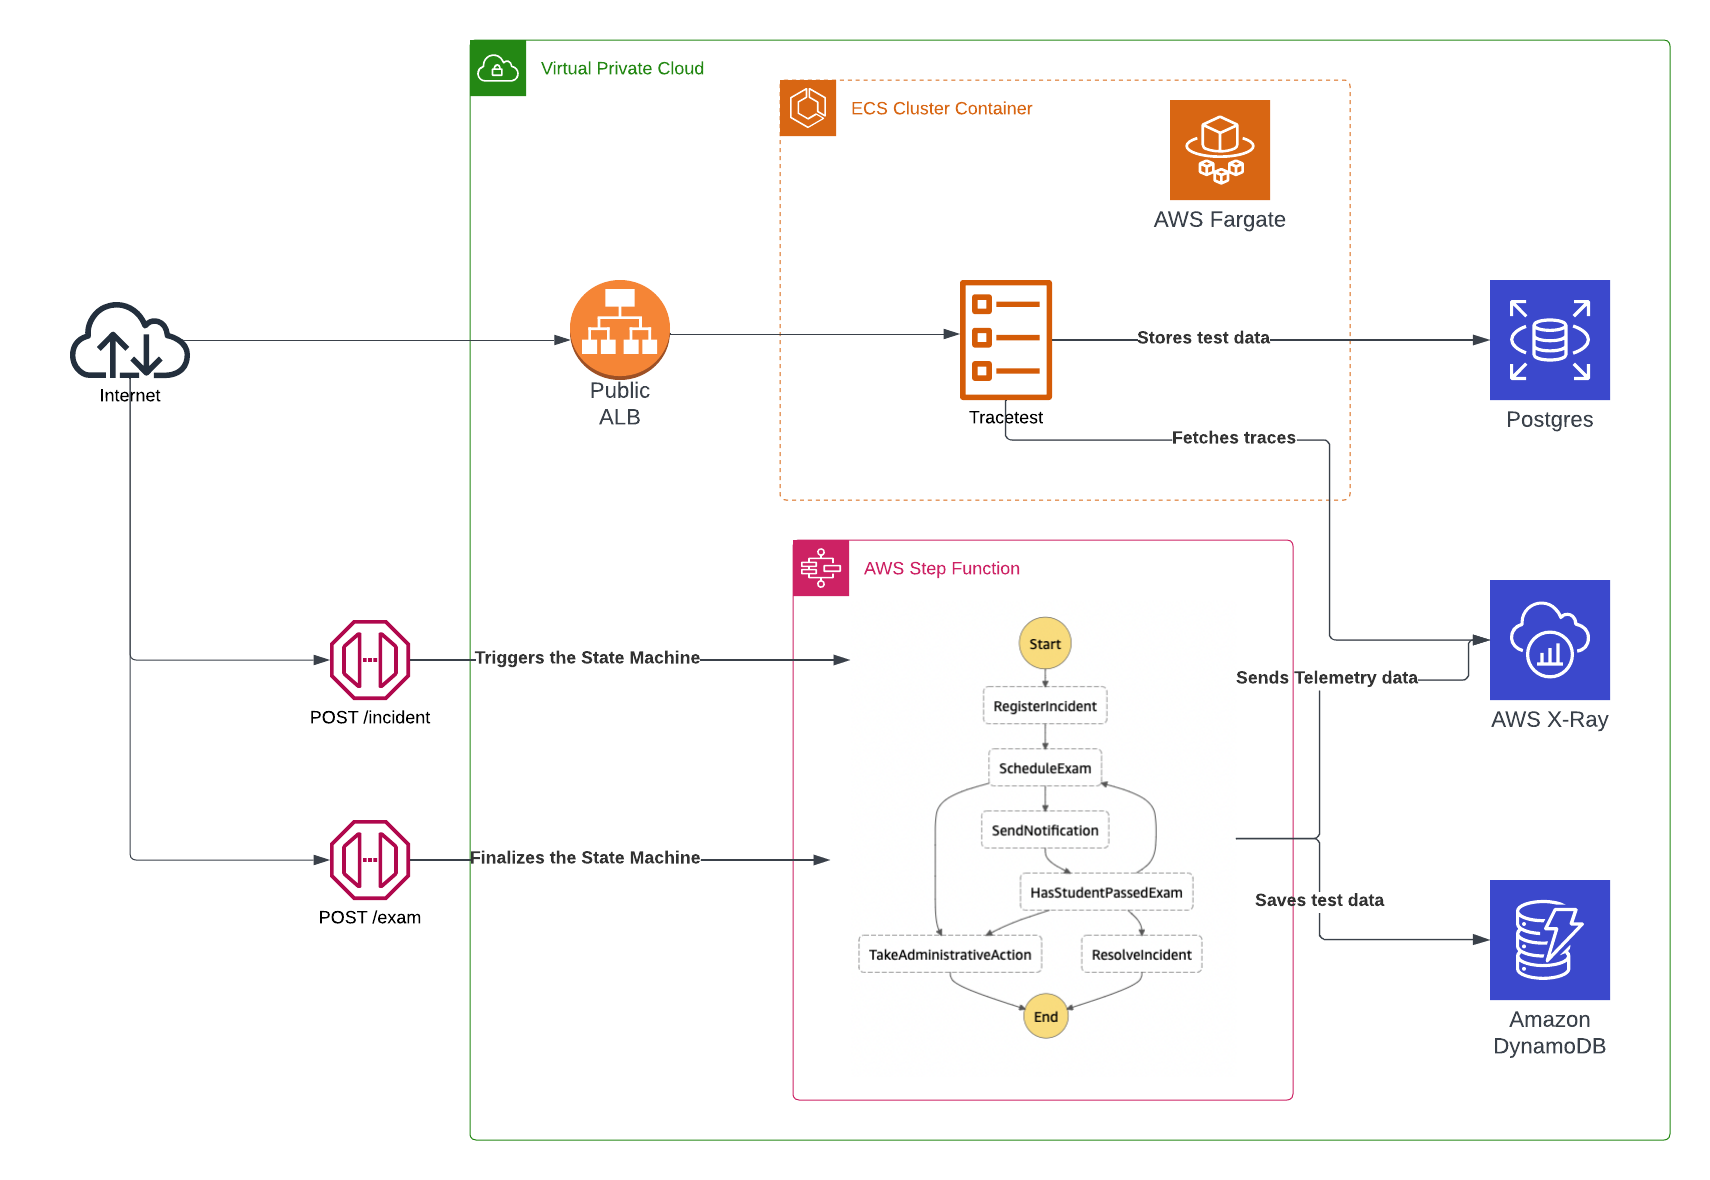 Virtual Private Cloud
ECS Cluster Container
AWS Fargate
Internet
Public
ALB
Tracetest
Stores test data
Postgres
Fetches traces
AWS Step Function
Start
RegisterIncident
ScheduleExam
SendNotification
HasStudentPassedExam
TakeAdministrativeAction
ResolveIncident
End
Triggers the State Machine
POST /incident
Finalizes the State Machine
POST /exam
Sends Telemetry data
AWS X-Ray
Saves test data
Amazon
DynamoDB